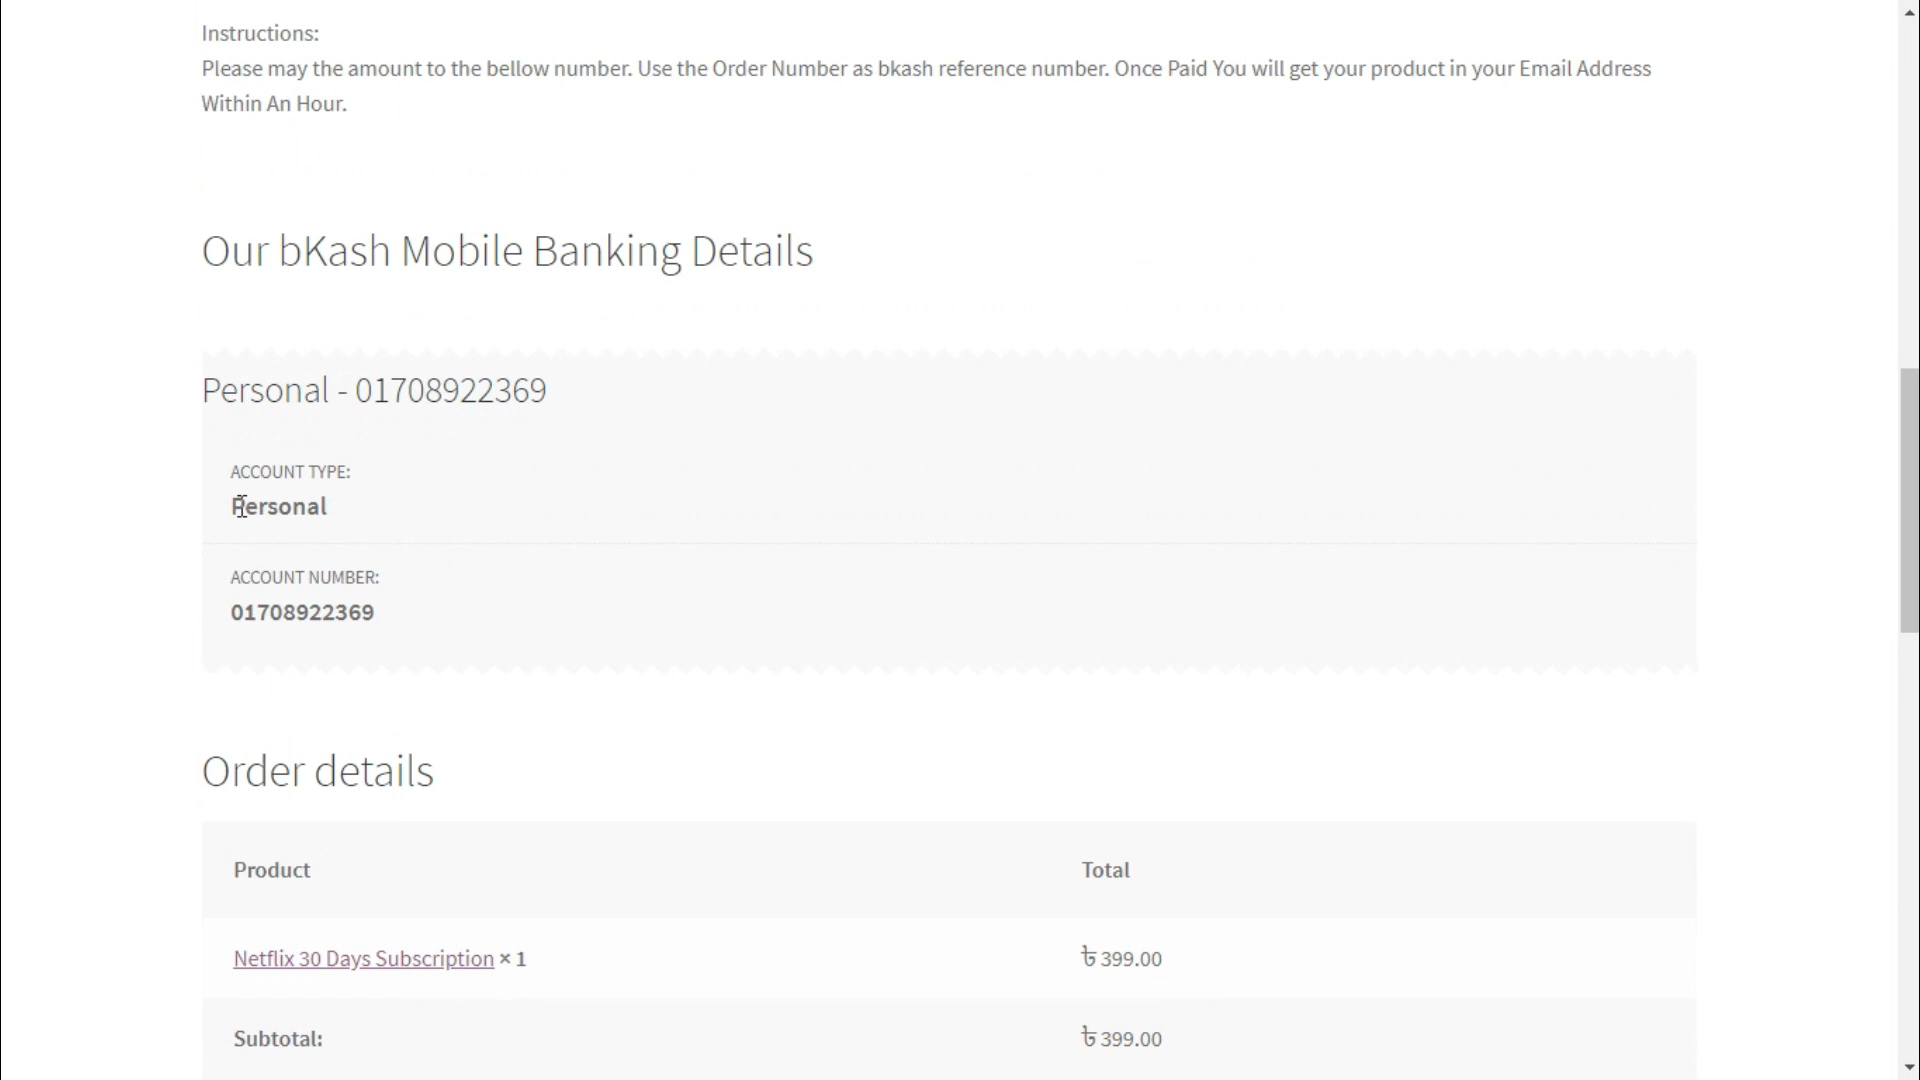 Instructions:
Please may the amount to the bellow number. Use the Order Number as bkash reference number. Once Paid You will get your product in your Email Address
Within An Hour.
Our bKash Mobile Banking Details
Personal - 01708922369
ACCOUNT TYPE:
Personal
ACCOUNT NUMBER:
01708922369
Order details
Product Total
Netflix 30 Days Subscription × 1 ৳ 399.00
Subtotal: ৳ 399.00